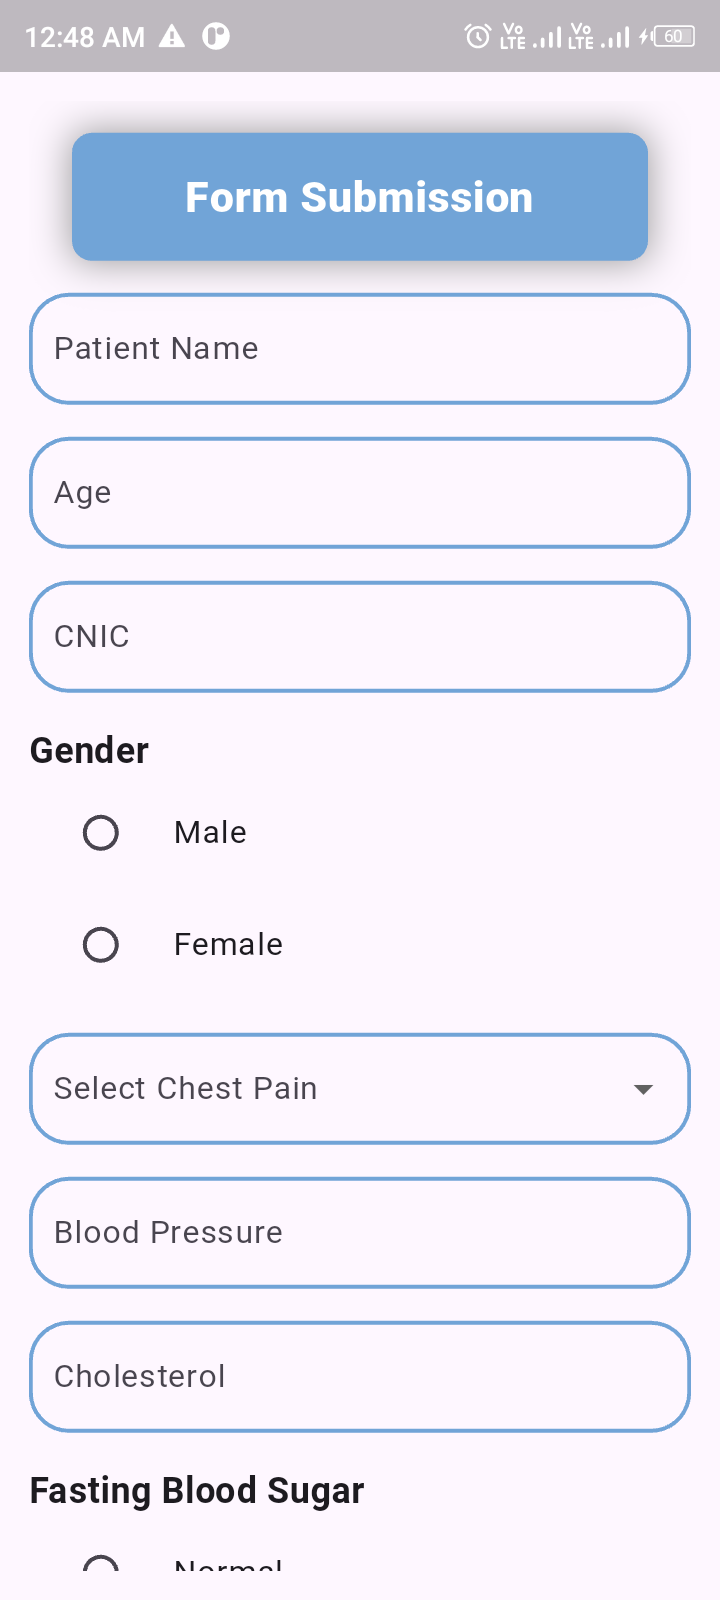 12:48 AM Vo LTE Vo LTE 60
Form Submission
Patient Name
Age
CNIC
Gender
Male
Female
Select Chest Pain
Blood Pressure
Cholesterol
Fasting Blood Sugar
Normal